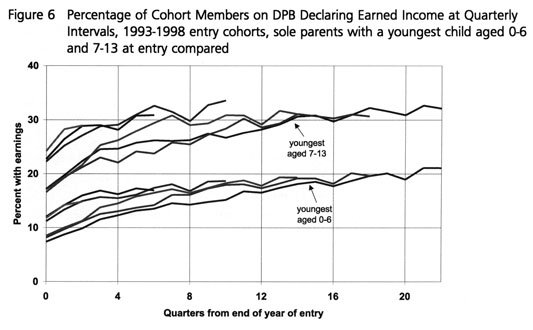 Figure 6 Percentage of Cohort Members on DPB Declaring Earned Income at Quarterly
Intervals, 1993-1998 entry cohorts, sole parents with a youngest child aged 0-6
and 7-13 at entry compared
40
30
20
10
0
Percent with earnings
youngest
aged 7-13
youngest
aged 0-6
0 4 8 12 16 20
Quarters from end of year of entry